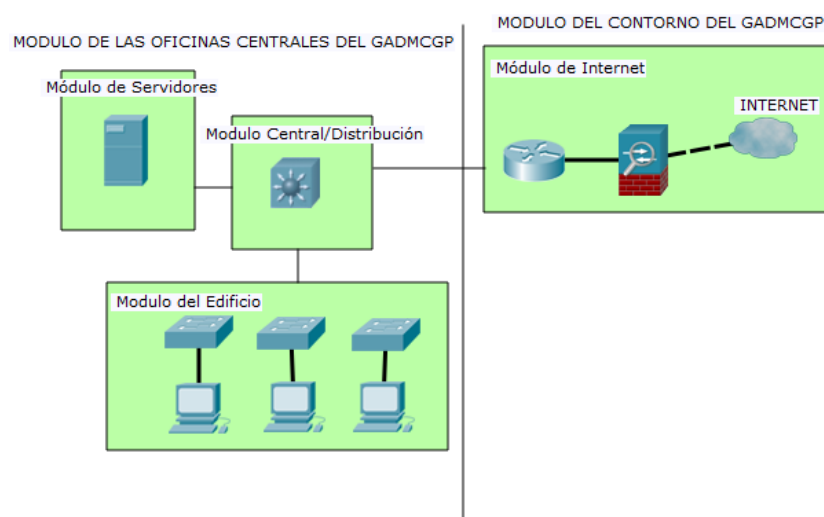 MODULO DE LAS OFICINAS CENTRALES DEL GADMCGP
Módulo de Servidores
Modulo Central/Distribución
Modulo del Edificio
MODULO DEL CONTORNO DEL GADMCGP
Módulo de Internet
INTERNET